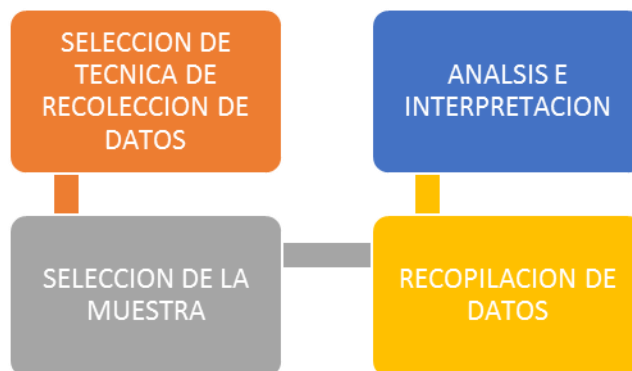 SELECCION DE
TECNICA DE
RECOLECCION DE
DATOS
SELECCION DE LA
MUESTRA
RECOPILACION DE
DATOS
ANALSIS E
INTERPRETACION